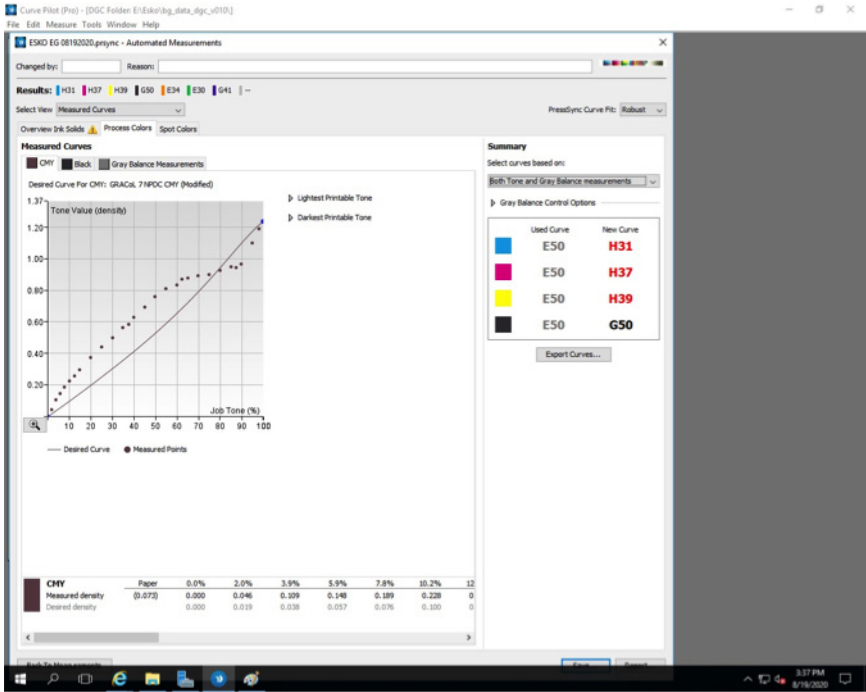 Curve Pilot (Pro) - [DGC Folder: E:\Esko\bg_data_dgc_v010\]
File Edit Measure Tools Window Help
ESKO EG 08192020.prsync - Automated Measurements
Changed by: Reason:
Results: H31 H37 H39 G50 E34 E30 G41 --
Select View Measured Curves PressSync Curve Fit: Robust
Overview Ink Solids Process Colors Spot Colors
Measured Curves
CMY Black Gray Balance Measurements
Desired Curve For CMY: GRACoL 7 NPDC CMY (Modified)
1.37
Tone Value (density)
1.20
1.00
0.80
0.60
0.40
0.20
Job Tone (%)
10 20 30 40 50 60 70 80 90 100
Desired Curve Measured Points
Lightest Printable Tone
Darkest Printable Tone
Summary
Select curves based on:
Both Tone and Gray Balance measurements
Gray Balance Control Options
Used Curve New Curve
E50 H31
E50 H37
E50 H39
E50 G50
Export Curves...
CMY Paper 0.0% 2.0% 3.9% 5.9% 7.8% 10.2% 12
Measured density (0.073) 0.000 0.046 0.109 0.148 0.189 0.228 0
Desired density 0.000 0.019 0.038 0.057 0.076 0.100 0
3:37 PM
8/19/2020